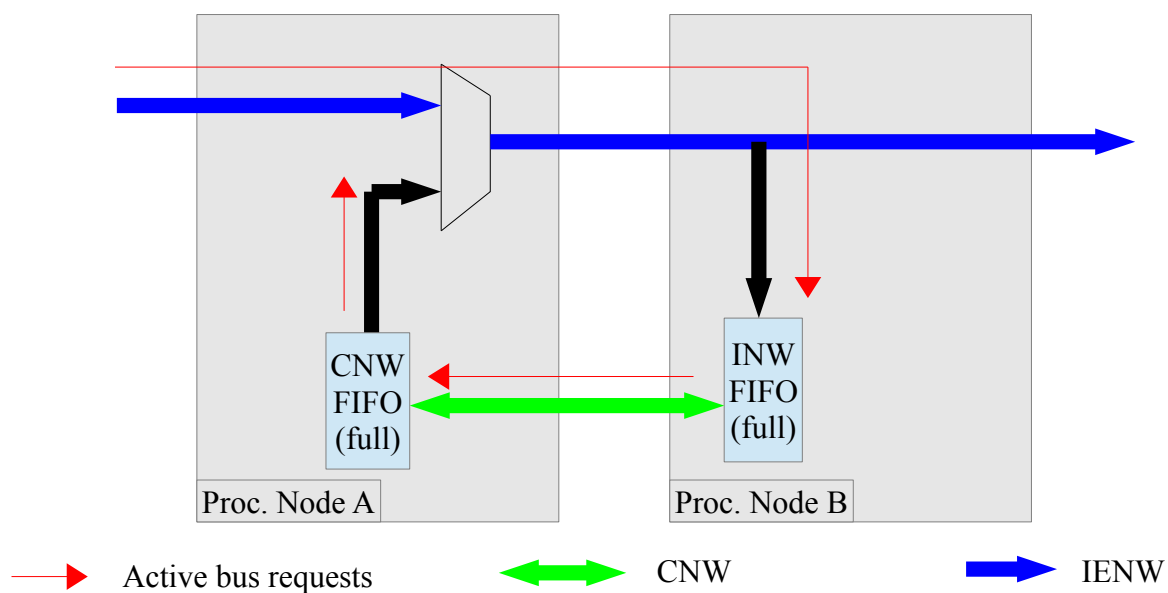 CNW
FIFO
(full)
INW
FIFO
(full)
Proc. Node A
Proc. Node B
Active bus requests
CNW
IENW